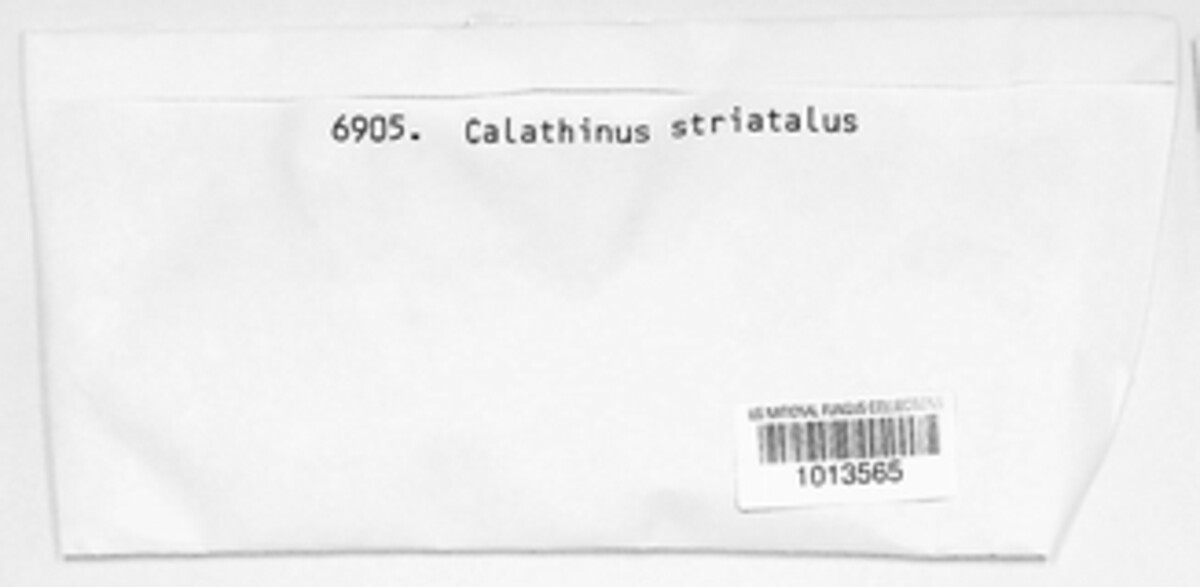 6905. Calathinus striatalus
US NATIONAL FUNGUS COLLECTIONS
1013565